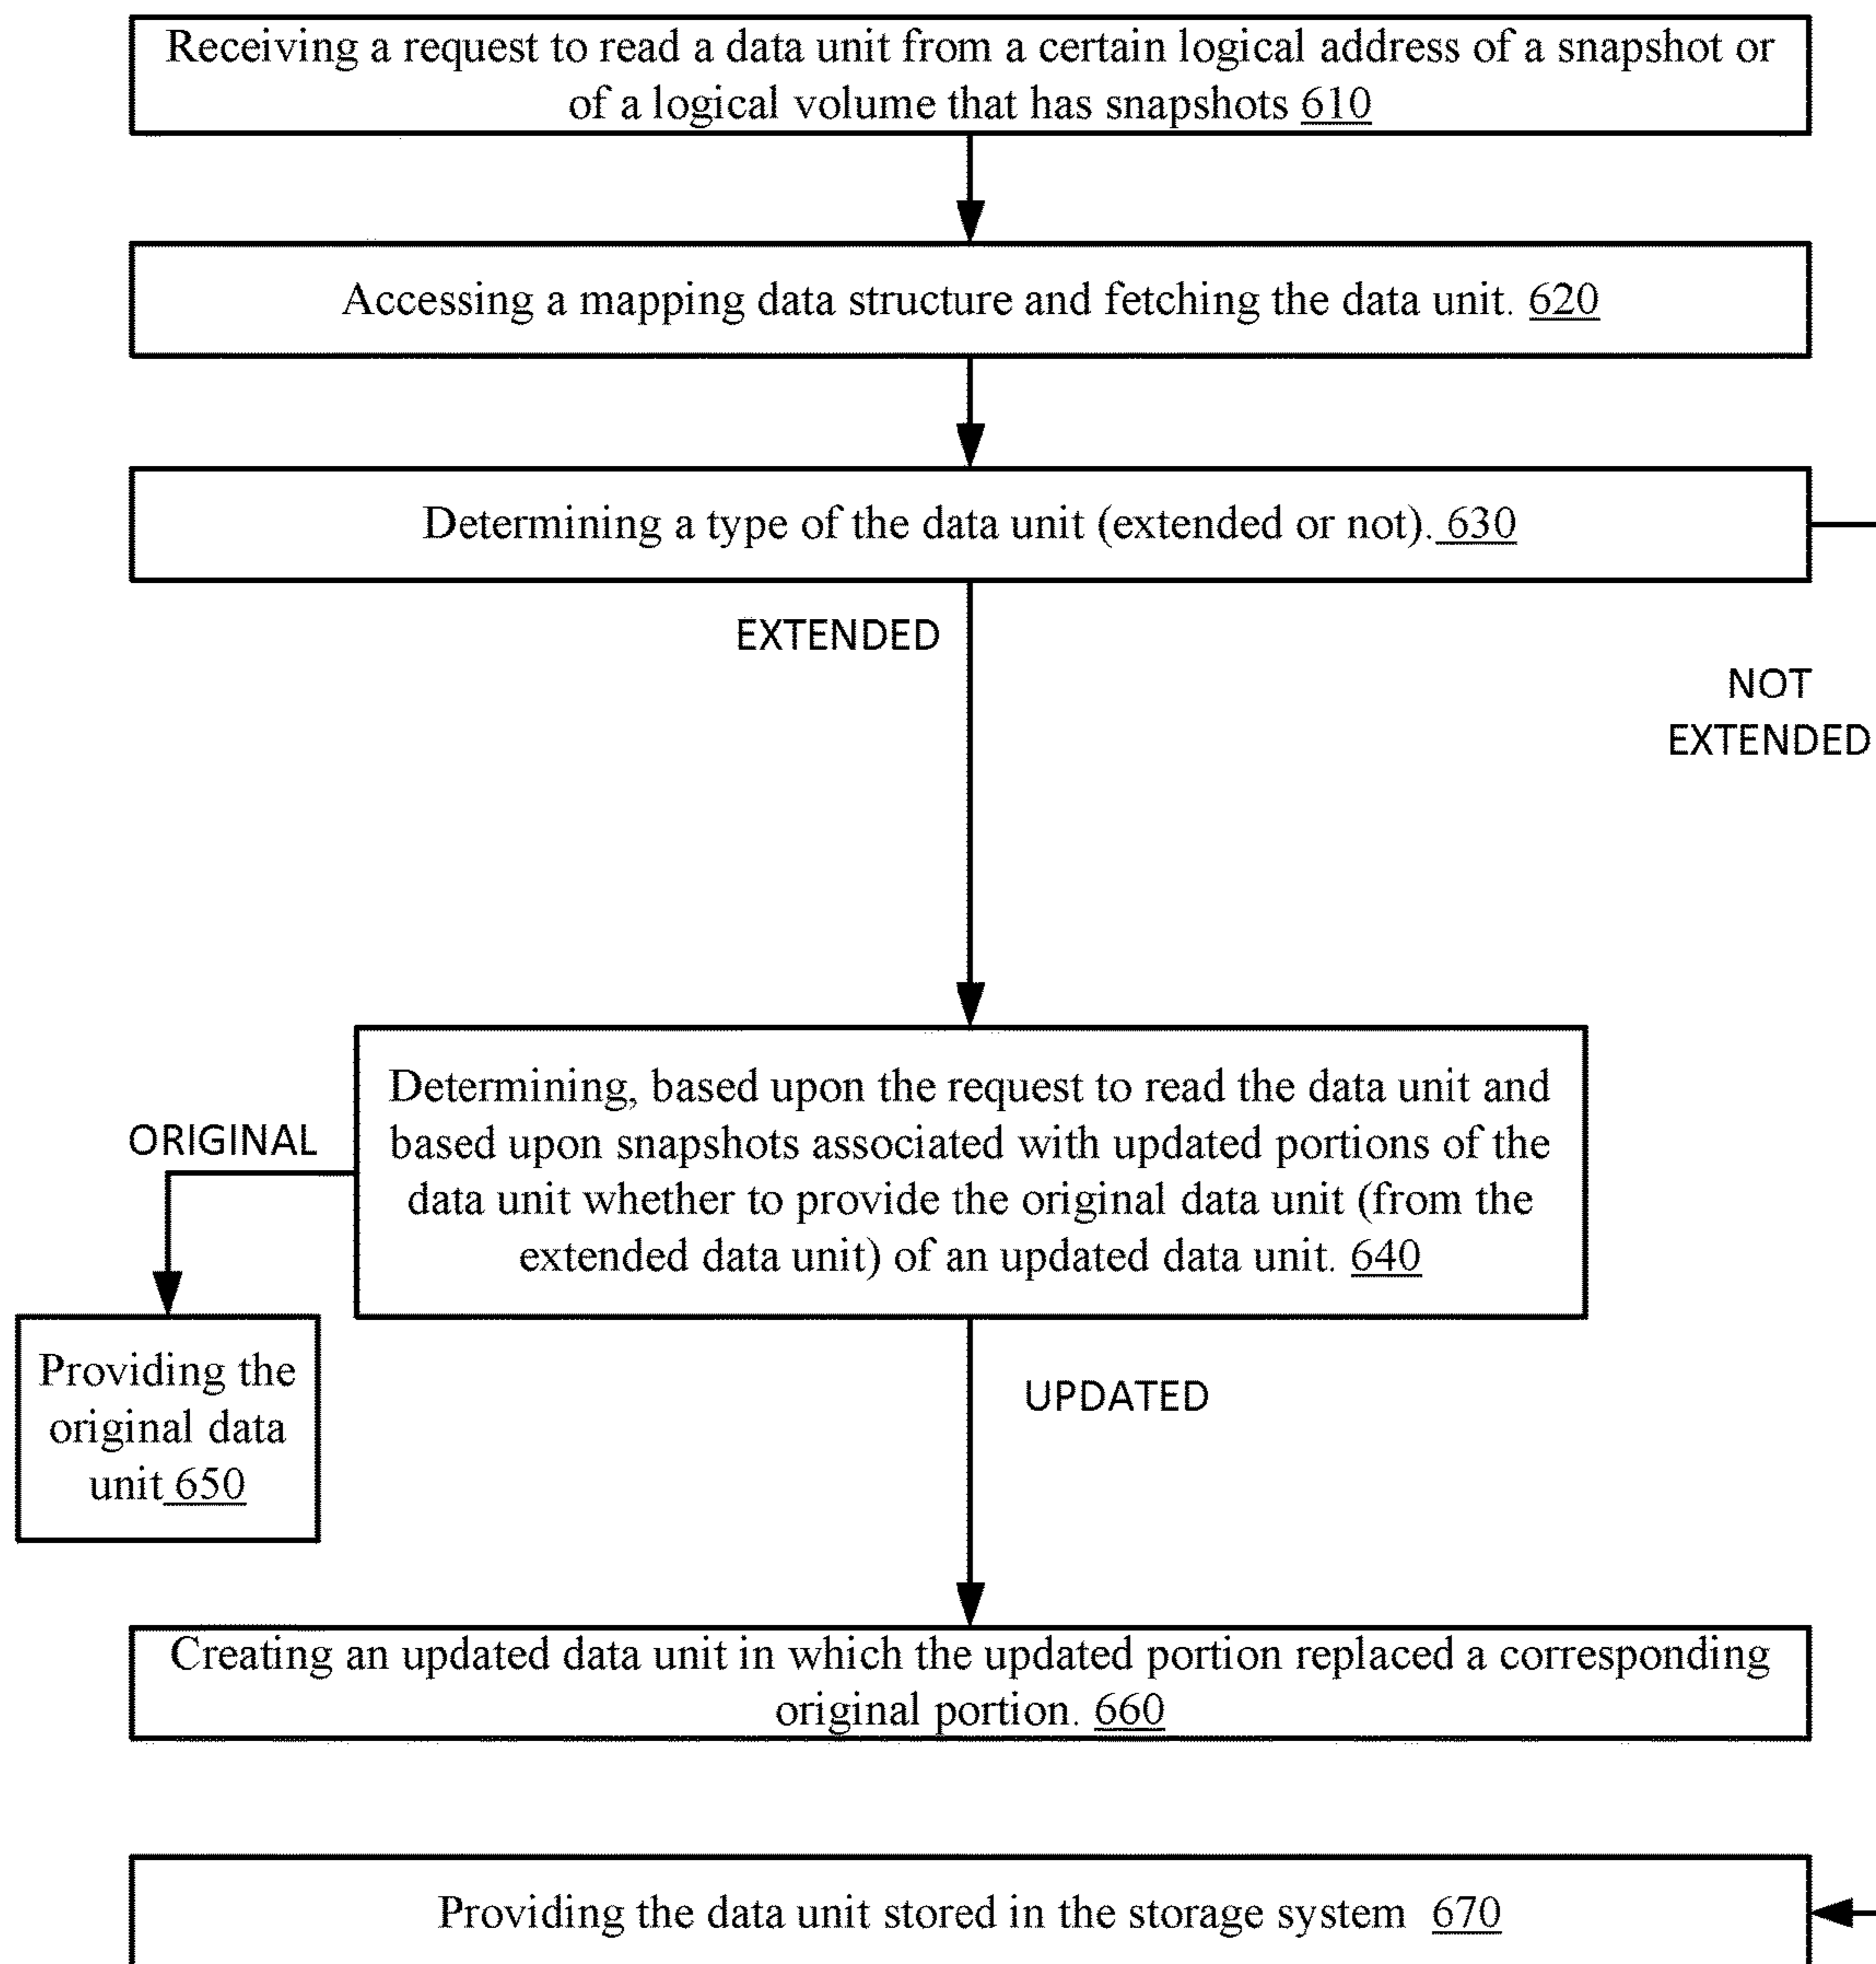 Receiving a request to read a data unit from a certain logical address of a snapshot or
of a logical volume that has snapshots 610
Accessing a mapping data structure and fetching the data unit. 620
Determining a type of the data unit (extended or not). 630
EXTENDED
NOT
EXTENDED
Determining, based upon the request to read the data unit and
based upon snapshots associated with updated portions of the
data unit whether to provide the original data unit (from the
extended data unit) of an updated data unit. 640
ORIGINAL
Providing the
original data
unit 650
UPDATED
Creating an updated data unit in which the updated portion replaced a corresponding
original portion. 660
Providing the data unit stored in the storage system 670